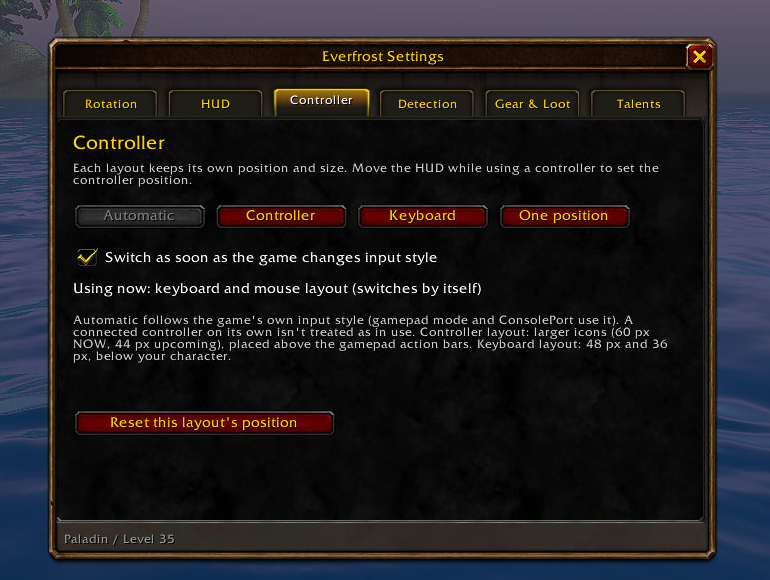 Everfrost Settings
Rotation
HUD
Controller
Detection
Gear & Loot
Talents
Controller
Each layout keeps its own position and size. Move the HUD while using a controller to set the
controller position.
Automatic
Controller
Keyboard
One position
Switch as soon as the game changes input style
Using now: keyboard and mouse layout (switches by itself)
Automatic follows the game's own input style (gamepad mode and ConsolePort use it). A
connected controller on its own isn't treated as in use. Controller layout: larger icons (60 px
NOW, 44 px upcoming), placed above the gamepad action bars. Keyboard layout: 48 px and 36
px, below your character.
Reset this layout's position
Paladin / Level 35